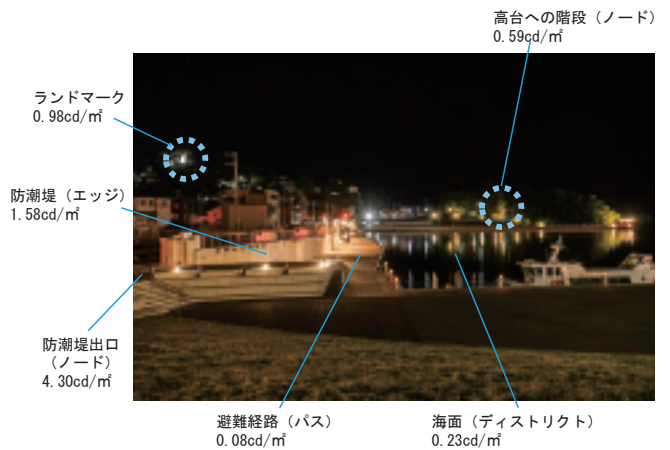 高台への階段（ノード）
0.59cd/㎡
ランドマーク
0.98cd/㎡
防潮堤（エッジ）
1.58cd/㎡
防潮堤出口
（ノード）
4.30cd/㎡
避難経路（パス）
0.08cd/㎡
海面（ディストリクト）
0.23cd/㎡